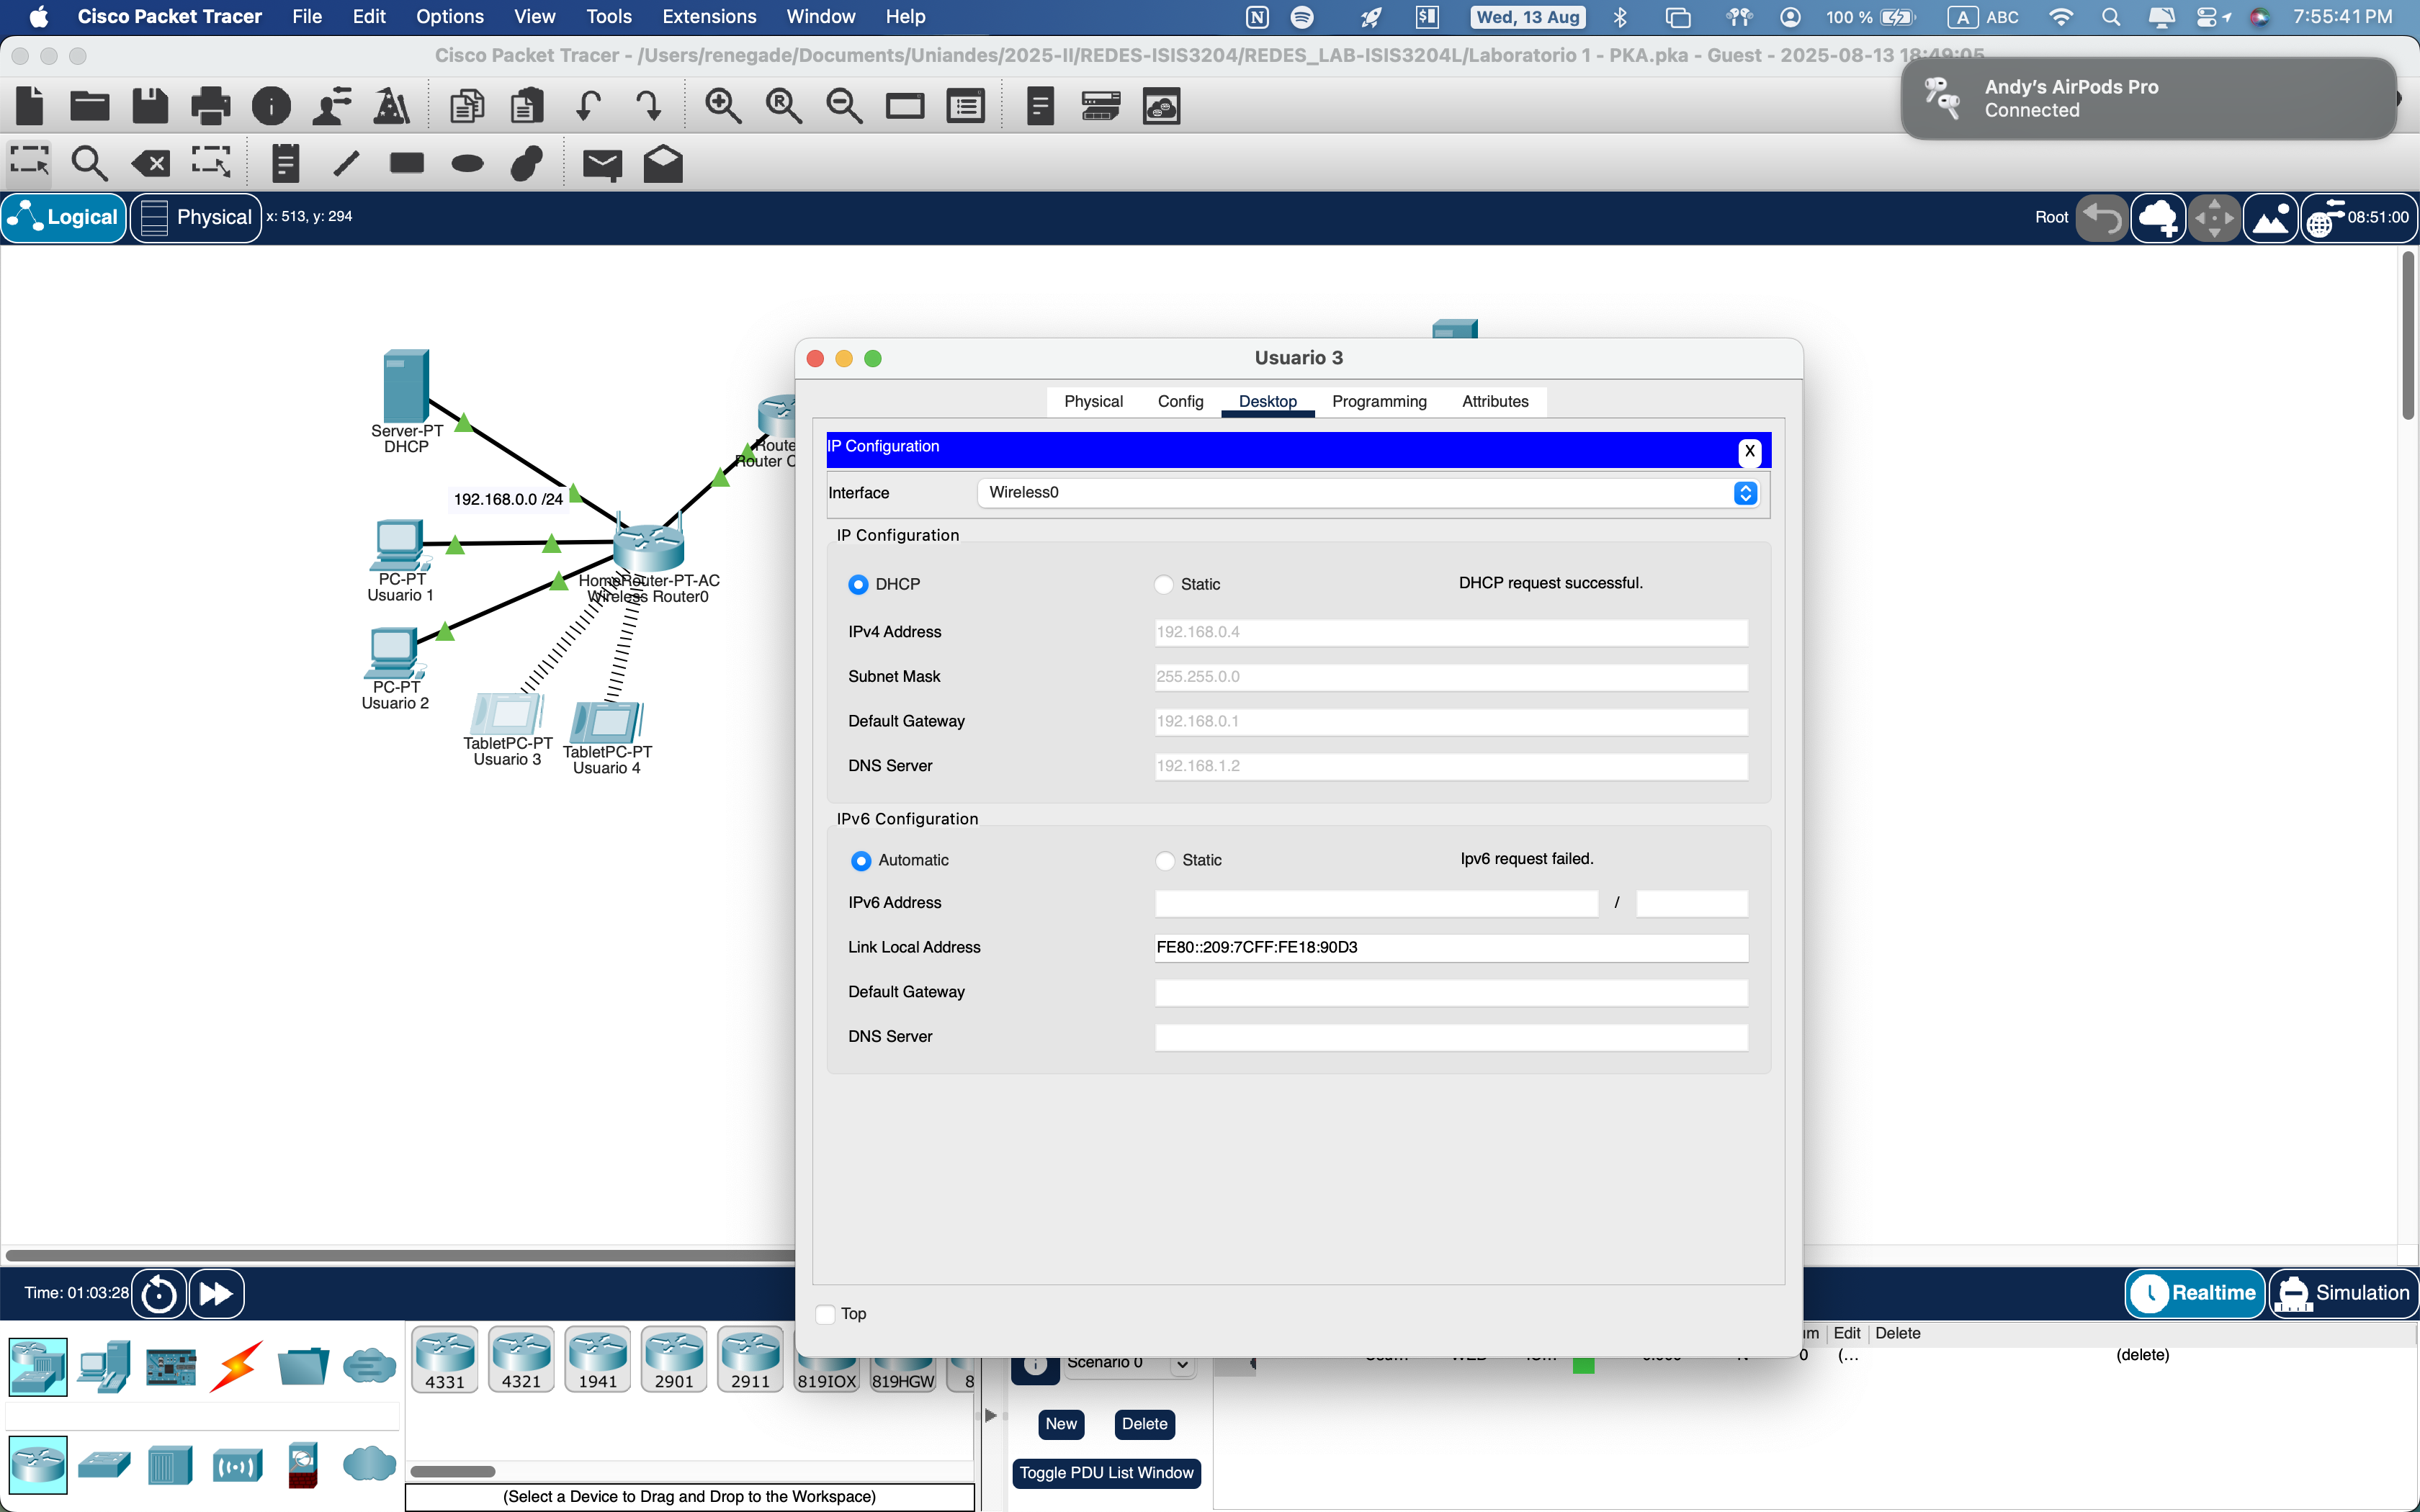 Cisco Packet Tracer File Edit Options View Tools Extensions Window Help Wed, 13 Aug 100 % A ABC 7:55:41 PM
Cisco Packet Tracer - /Users/renegade/Documents/Uniandes/2025-II/REDES-ISIS3204/REDES_LAB-ISIS3204L/Laboratorio 1 - PKA.pka - Guest - 2025-08-13 18:49:05
Andy's AirPods Pro
Connected
Logical Physical x: 513, y: 294 Root 08:51:00
Usuario 3
Physical Config Desktop Programming Attributes
IP Configuration X
Interface Wireless0
IP Configuration
DHCP Static DHCP request successful.
IPv4 Address 192.168.0.4
Subnet Mask 255.255.0.0
Default Gateway 192.168.0.1
DNS Server 192.168.1.2
IPv6 Configuration
Automatic Static Ipv6 request failed.
IPv6 Address /
Link Local Address FE80::209:7CFF:FE18:90D3
Default Gateway
DNS Server
Top
Server-PT
DHCP
192.168.0.0 /24
Route
Router C
PC-PT
Usuario 1
HomeRouter-PT-AC
Wireless Router0
PC-PT
Usuario 2
TabletPC-PT
Usuario 3
TabletPC-PT
Usuario 4
Time: 01:03:28 Realtime Simulation
4331 4321 1941 2901 2911 819IOX 819HGW 8
(Select a Device to Drag and Drop to the Workspace)
Scenario 0
New Delete
Toggle PDU List Window
Edit Delete
0 (... (delete)